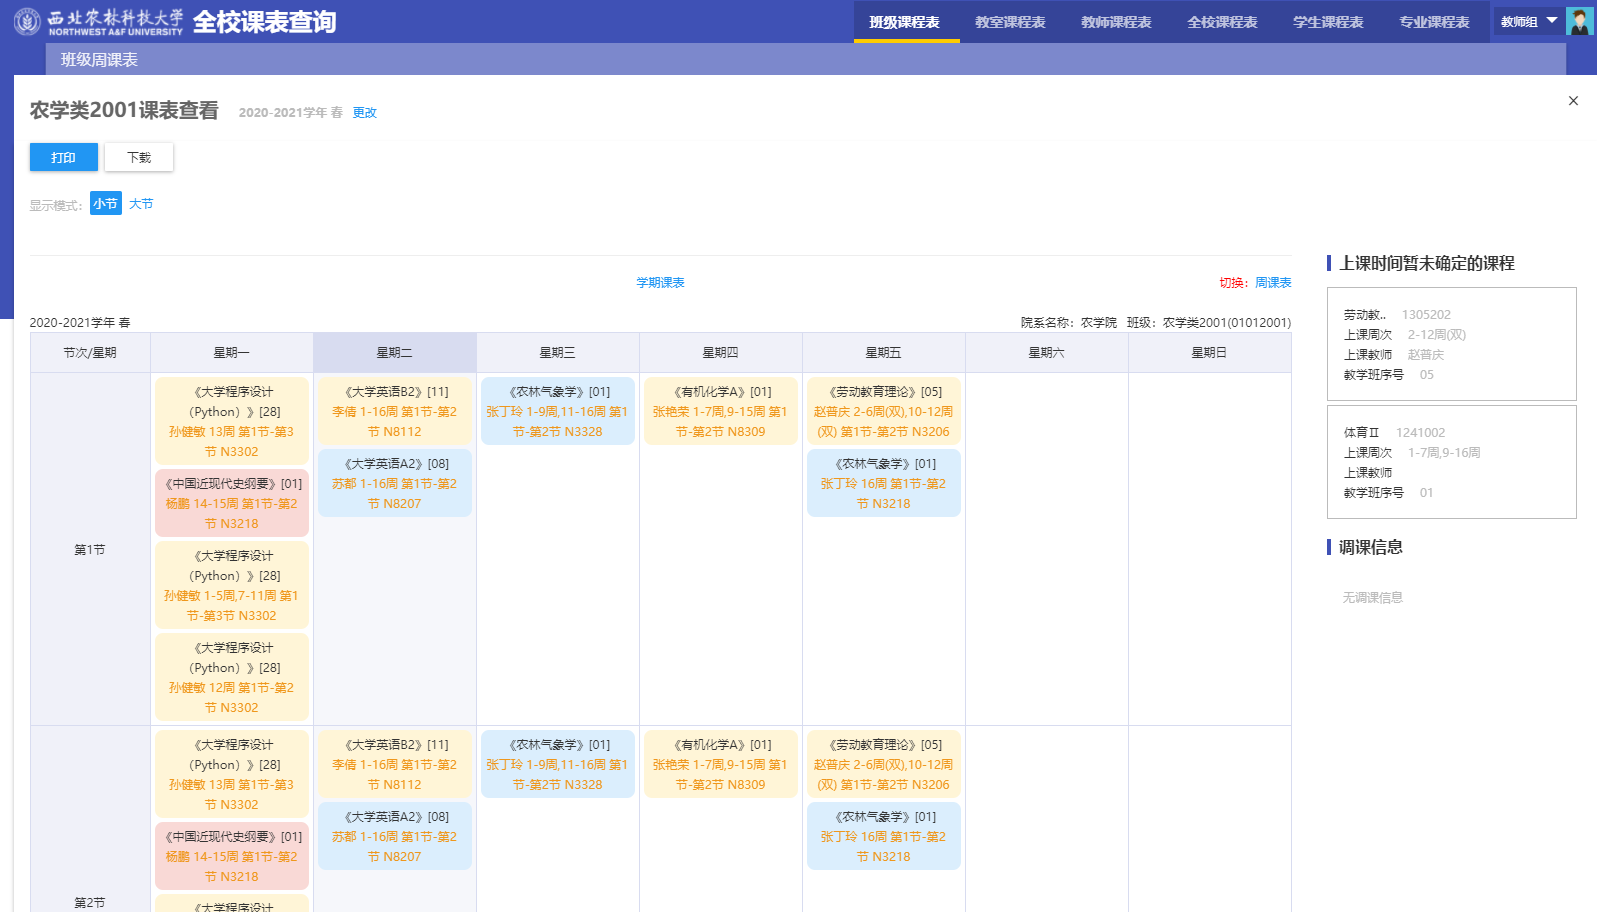 西北农林科技大学
NORTHWEST A&F UNIVERSITY
全校课表查询
班级课程表 教室课程表 教师课程表 全校课程表 学生课程表 专业课程表 教师组
班级周课表
农学类2001课表查看 2020-2021学年 春 更改
打印 下载
显示模式： 小节 大节
学期课表 切换： 周课表
2020-2021学年 春 院系名称：农学院 班级：农学类2001(01012001)
节次/星期 星期一 星期二 星期三 星期四 星期五 星期六 星期日
第1节
《大学程序设计
（Python）》[28]
孙健敏 13周 第1节-第3
节 N3302
《中国近现代史纲要》[01]
杨鹏 14-15周 第1节-第2
节 N3218
《大学程序设计
（Python）》[28]
孙健敏 1-5周,7-11周 第1
节-第3节 N3302
《大学程序设计
（Python）》[28]
孙健敏 12周 第1节-第2
节 N3302
《大学英语B2》[11]
李倩 1-16周 第1节-第2
节 N8112
《大学英语A2》[08]
苏都 1-16周 第1节-第2
节 N8207
《农林气象学》[01]
张丁玲 1-9周,11-16周 第1
节-第2节 N3328
《有机化学A》[01]
张艳荣 1-7周,9-15周 第1
节-第2节 N8309
《劳动教育理论》[05]
赵普庆 2-6周(双),10-12周
(双) 第1节-第2节 N3206
《农林气象学》[01]
张丁玲 16周 第1节-第2
节 N3218
第2节
《大学程序设计
（Python）》[28]
孙健敏 13周 第1节-第3
节 N3302
《中国近现代史纲要》[01]
杨鹏 14-15周 第1节-第2
节 N3218
《大学程序设计
《大学英语B2》[11]
李倩 1-16周 第1节-第2
节 N8112
《大学英语A2》[08]
苏都 1-16周 第1节-第2
节 N8207
《农林气象学》[01]
张丁玲 1-9周,11-16周 第1
节-第2节 N3328
《有机化学A》[01]
张艳荣 1-7周,9-15周 第1
节-第2节 N8309
《劳动教育理论》[05]
赵普庆 2-6周(双),10-12周
(双) 第1节-第2节 N3206
《农林气象学》[01]
张丁玲 16周 第1节-第2
节 N3218
上课时间暂未确定的课程
劳动教.. 1305202
上课周次 2-12周(双)
上课教师 赵普庆
教学班序号 05
体育Ⅱ 1241002
上课周次 1-7周,9-16周
上课教师
教学班序号 01
调课信息
无调课信息